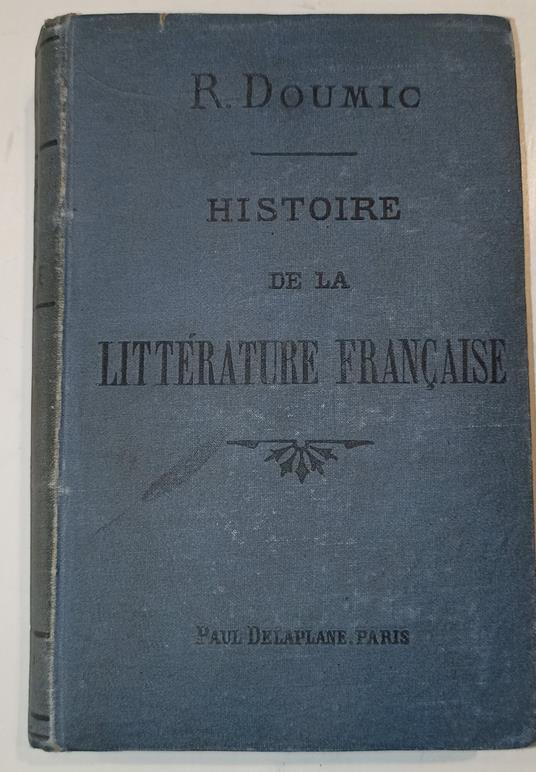 R. DOUMIC
HISTOIRE
DE LA
LITTÉRATURE FRANÇAISE
PAUL DELAPLANE, PARIS